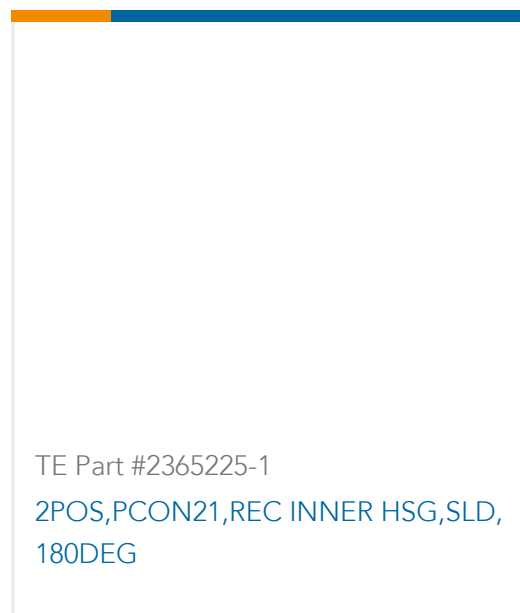 TE Part #2365225-1
2POS,PCON21,REC INNER HSG,SLD,
180DEG